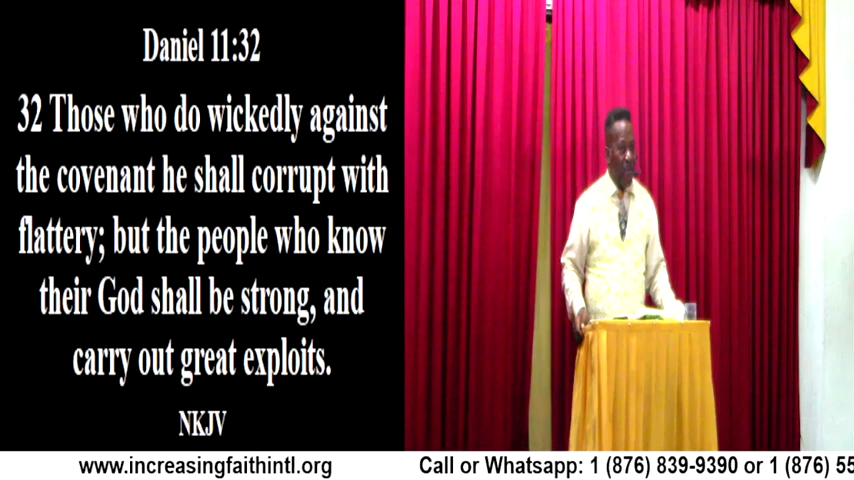 Daniel 11:32
32 Those who do wickedly against
the covenant he shall corrupt with
flattery; but the people who know
their God shall be strong, and
carry out great exploits.
NKJV
www.increasingfaithintl.org
Call or Whatsapp: 1 (876) 839-9390 or 1 (876) 55